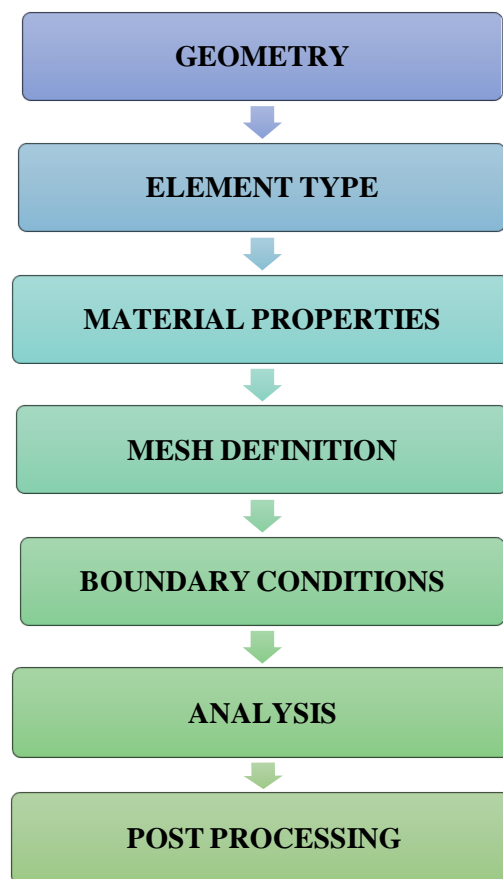 GEOMETRY
ELEMENT TYPE
MATERIAL PROPERTIES
MESH DEFINITION
BOUNDARY CONDITIONS
ANALYSIS
POST PROCESSING